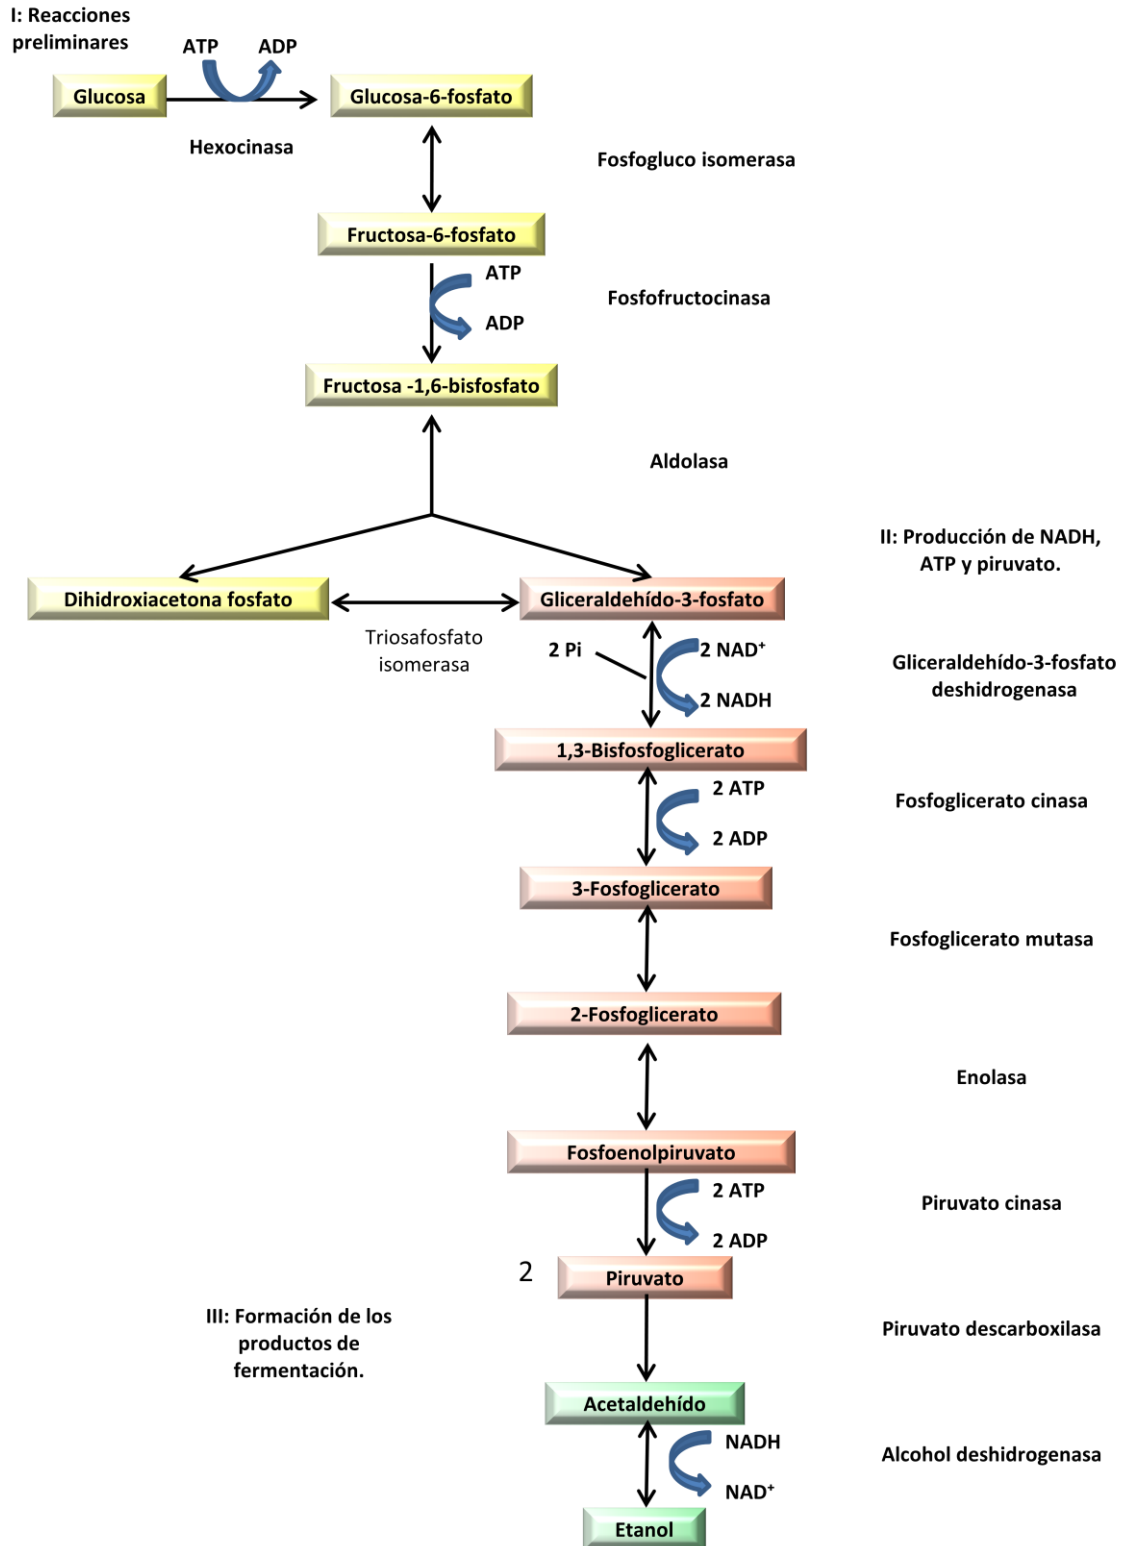 I: Reacciones
preliminares
ATP ADP
Glucosa
Glucosa-6-fosfato
Hexocinasa
Fosfogluco isomerasa
Fructosa-6-fosfato
ATP
Fosfofructocinasa
ADP
Fructosa -1,6-bisfosfato
Aldolasa
II: Producción de NADH,
ATP y piruvato.
Dihidroxiacetona fosfato
Gliceraldehído-3-fosfato
Triosafosfato
isomerasa
2 Pi
2 NAD⁺
2 NADH
Gliceraldehído-3-fosfato
deshidrogenasa
1,3-Bisfosfoglicerato
2 ATP
2 ADP
Fosfoglicerato cinasa
3-Fosfoglicerato
Fosfoglicerato mutasa
2-Fosfoglicerato
Enolasa
Fosfoenolpiruvato
2 ATP
2 ADP
Piruvato cinasa
2 Piruvato
III: Formación de los
productos de
fermentación.
Piruvato descarboxilasa
Acetaldehído
NADH
NAD⁺
Alcohol deshidrogenasa
Etanol